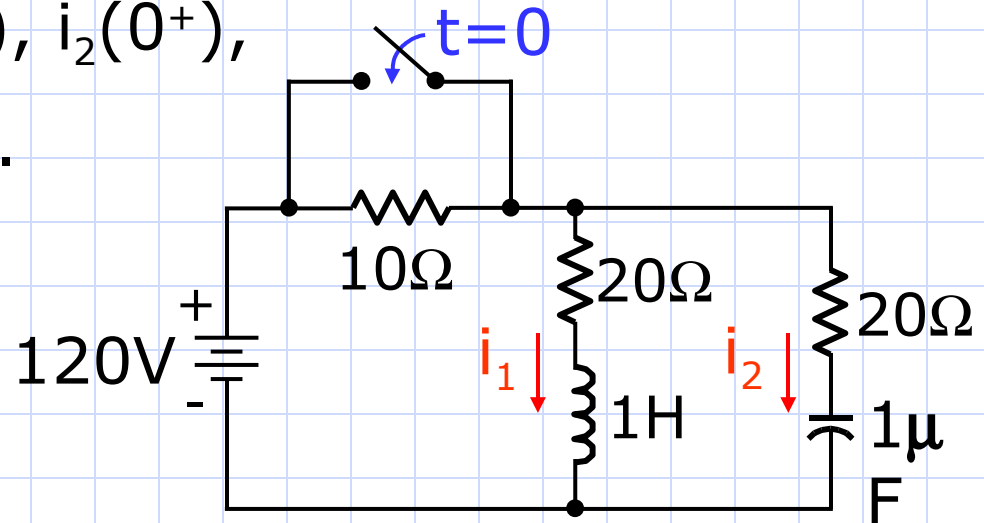 ), i₂(0⁺),
t=0
.
10Ω
20Ω
20Ω
+
120V
-
i₁
i₂
1H
1μ
F